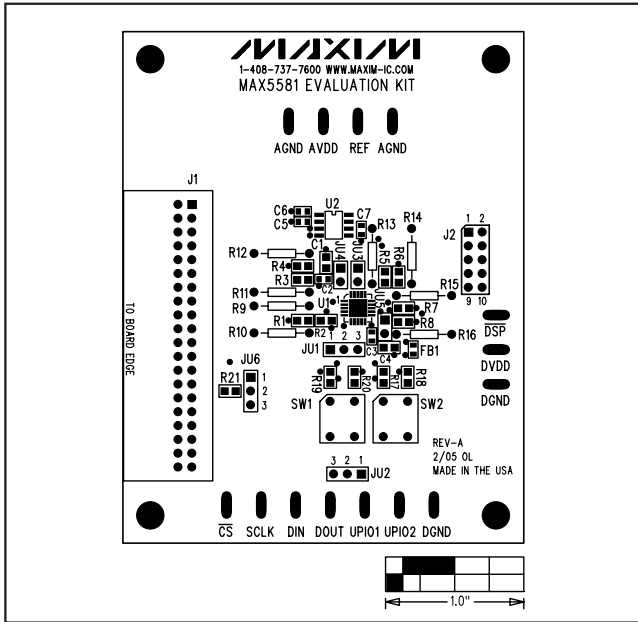 MAXIM
1-408-737-7600 WWW.MAXIM-IC.COM
MAX5581 EVALUATION KIT
AGND AVDD REF AGND
J1
TO BOARD EDGE
C6
C5
U2
C7
R13
R14
J2
1 2
9 10
R12
C1
JU4
JU3
R5
R6
R4
R3
C2
R11
R9
R10
R15
R7
R8
R16
U1
1
JU5
R1
R2
1 2 3
JU1
C3
C4
FB1
DSP
DVDD
DGND
JU6
R21
1
2
3
R19
R20
R17
R18
SW1
SW2
REV-A
2/05 OL
MADE IN THE USA
3 2 1
JU2
CS SCLK DIN DOUT UPIO1 UPIO2 DGND
1.0"